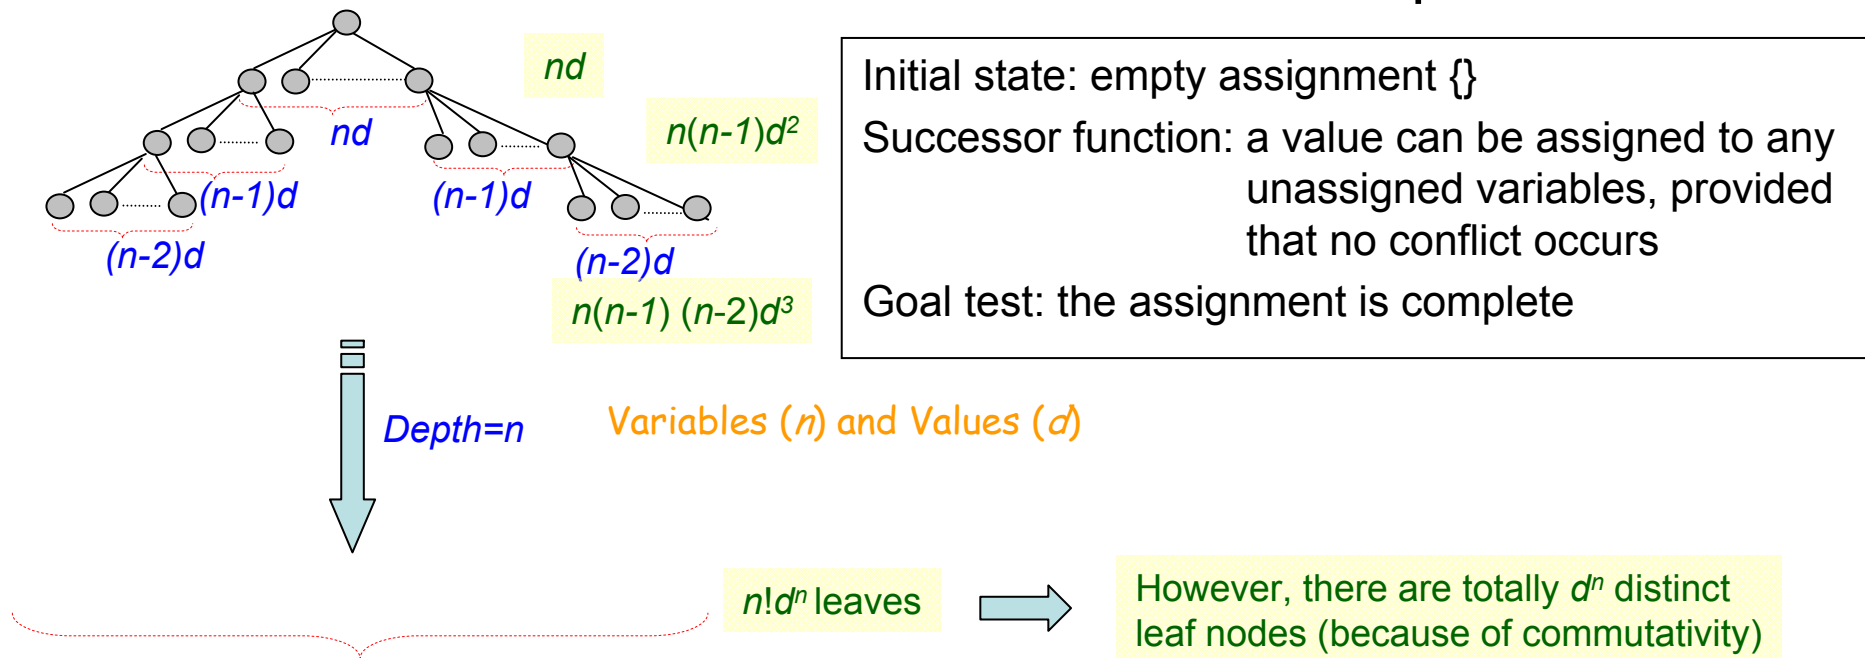 nd
Initial state: empty assignment {}
nd
n(n-1)d²
Successor function: a value can be assigned to any
unassigned variables, provided
that no conflict occurs
(n-1)d
(n-1)d
(n-2)d
(n-2)d
n(n-1) (n-2)d³
Goal test: the assignment is complete
Depth=n
Variables (n) and Values (d)
n!dⁿ leaves
However, there are totally dⁿ distinct
leaf nodes (because of commutativity)